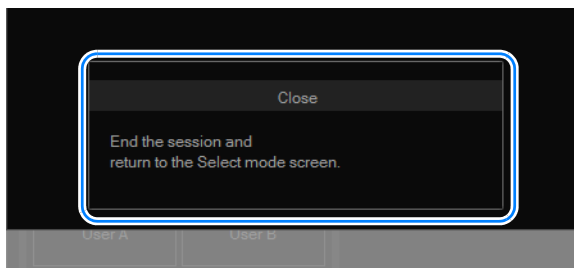 Close
End the session and
return to the Select mode screen.
User A
User B